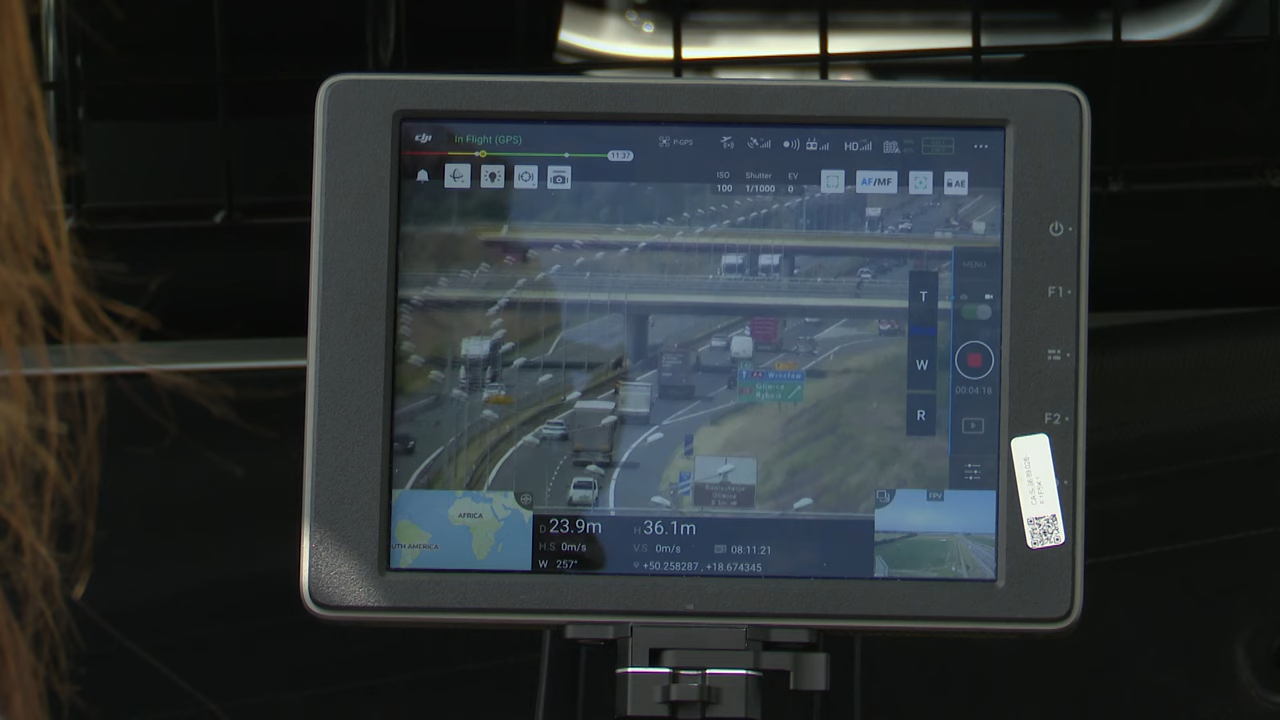 dji
In Flight (GPS)
11:37
P-GPS
HD
ISO
100
Shutter
1/1000
EV
0
AF/MF
AE
MENU
T
W
R
00:04:18
F1
F2
Wrocław
Gliwice
Rybnik
AFRICA
UTH AMERICA
D 23.9m
H 36.1m
H.S. 0m/s
V.S. 0m/s
08:11.21
W 257°
+50.258287 , +18.674345
FPV